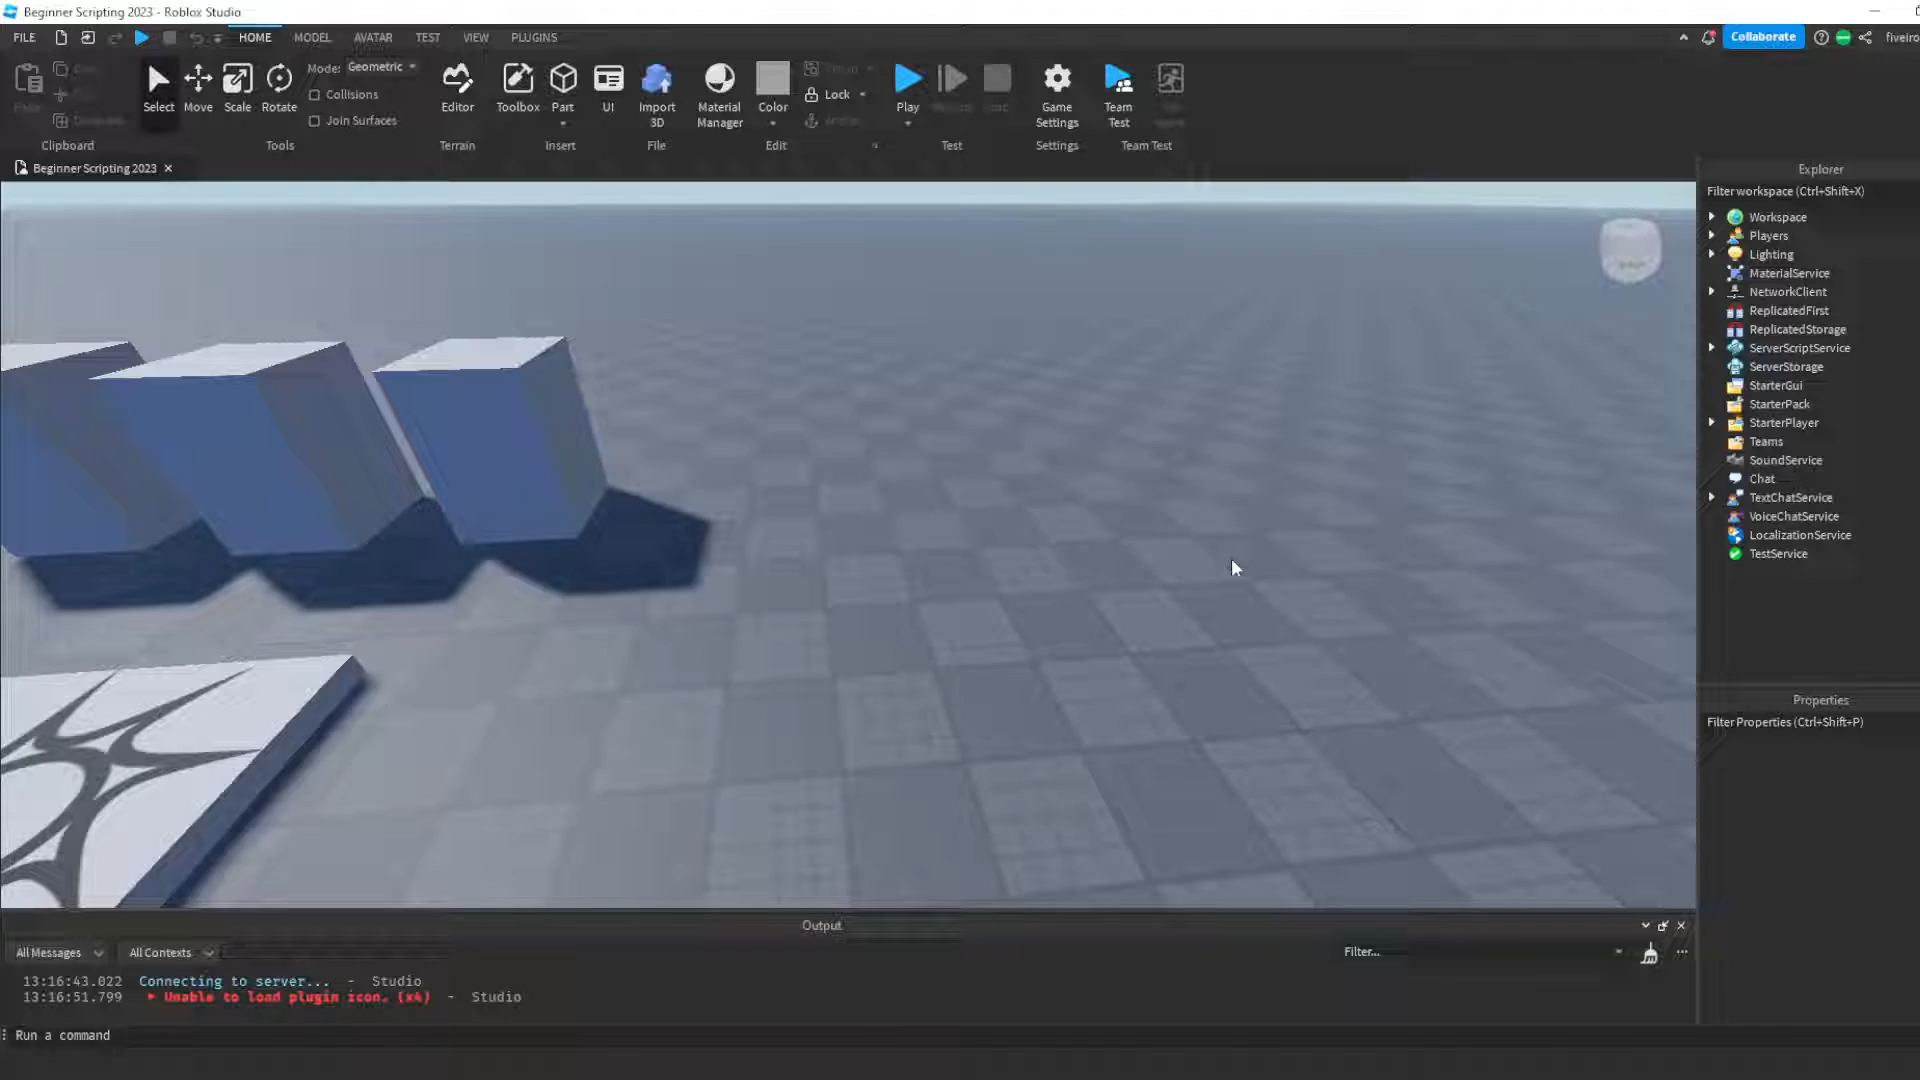 Beginner Scripting 2023 - Roblox Studio
FILE HOME MODEL AVATAR TEST VIEW PLUGINS Collaborate fiveiro
Select Move Scale Rotate
Mode: Geometric
Collisions
Join Surfaces
Editor
Toolbox Part UI
Import 3D
Material Manager
Color
Lock
Play
Game Settings
Team Test
Clipboard Tools Terrain Insert File Edit Test Settings Team Test
Beginner Scripting 2023
Explorer
Filter workspace (Ctrl+Shift+X)
Workspace
Players
Lighting
MaterialService
NetworkClient
ReplicatedFirst
ReplicatedStorage
ServerScriptService
ServerStorage
StarterGui
StarterPack
StarterPlayer
Teams
SoundService
Chat
TextChatService
VoiceChatService
LocalizationService
TestService
Properties
Filter Properties (Ctrl+Shift+P)
Output
All Messages All Contexts Filter...
13:16:43.022 Connecting to server... - Studio
13:16:51.799 Unable to load plugin icon. (x4) - Studio
Run a command